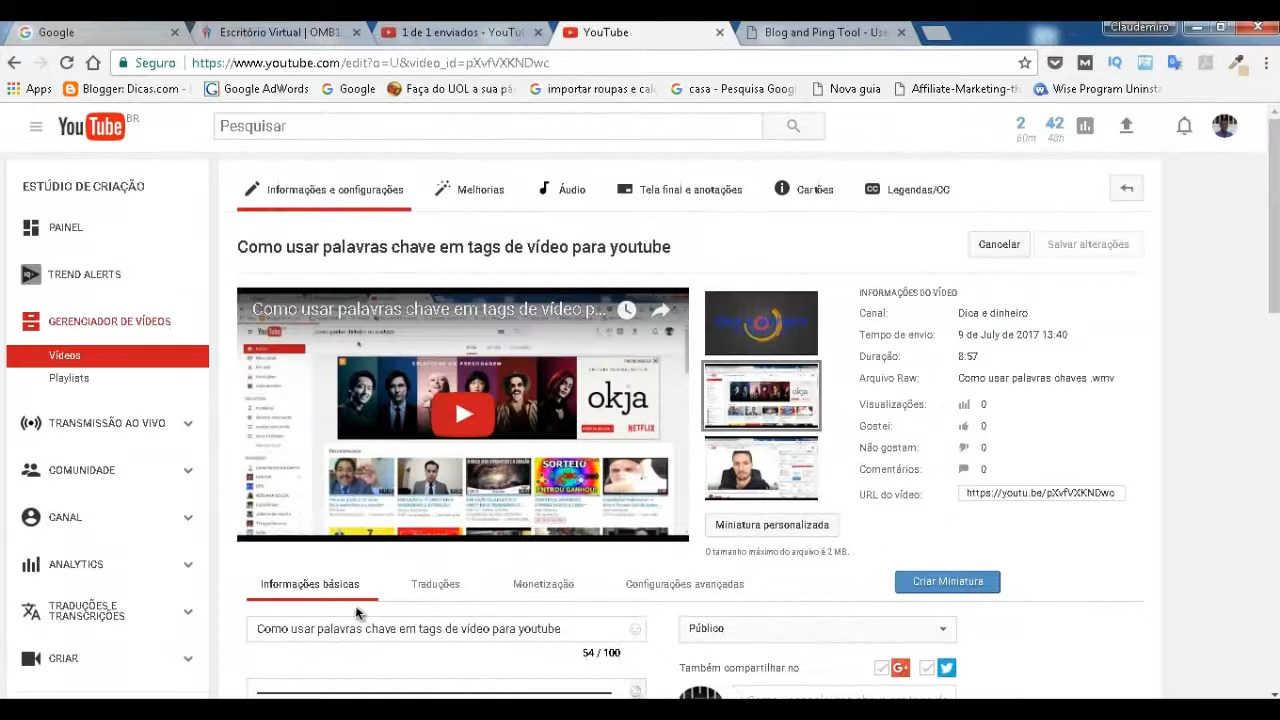 Google
Escritório Virtual | OMB1
1 de 1 enviados - YouTu
YouTube
Blog and Ping Tool - Use
Claudemiro
Seguro
https://www.youtube.com/edit?o=U&video_id=pXvfVXKNDwc
Apps
Blogger: Dicas.com -
Google AdWords
Google
Faça do UOL a sua pá
importar roupas e cal
casa - Pesquisa Goog
Nova guia
Affiliate-Marketing-th
Wise Program Uninsta
YouTube BR
Pesquisar
2
60m
42
48h
ESTÚDIO DE CRIAÇÃO
PAINEL
TREND ALERTS
GERENCIADOR DE VÍDEOS
Vídeos
Playlists
TRANSMISSÃO AO VIVO
COMUNIDADE
CANAL
ANALYTICS
TRADUÇÕES E
TRANSCRIÇÕES
CRIAR
Informações e configurações
Melhorias
Áudio
Tela final e anotações
Cartões
Legendas/CC
Como usar palavras chave em tags de vídeo para youtube
Cancelar
Salvar alterações
Como usar palavras chave em tags de vídeo p...
okja
NETFLIX
SORTEIO
ENTROU GANHOU!
Miniatura personalizada
O tamanho máximo do arquivo é 2 MB.
INFORMAÇÕES DO VÍDEO
Canal: Dica e dinheiro
Tempo de envio: 9 de July de 2017 13:40
Duração: 8:57
Arquivo Raw: Como usar palavras chaves .wmv
Visualizações: 0
Gostei: 0
Não gostam: 0
Comentários: 0
URL do vídeo: https://youtu.be/pXvfVXKNDwc
Informações básicas
Traduções
Monetização
Configurações avançadas
Criar Miniatura
Como usar palavras chave em tags de vídeo para youtube
54 / 100
Público
Também compartilhar no